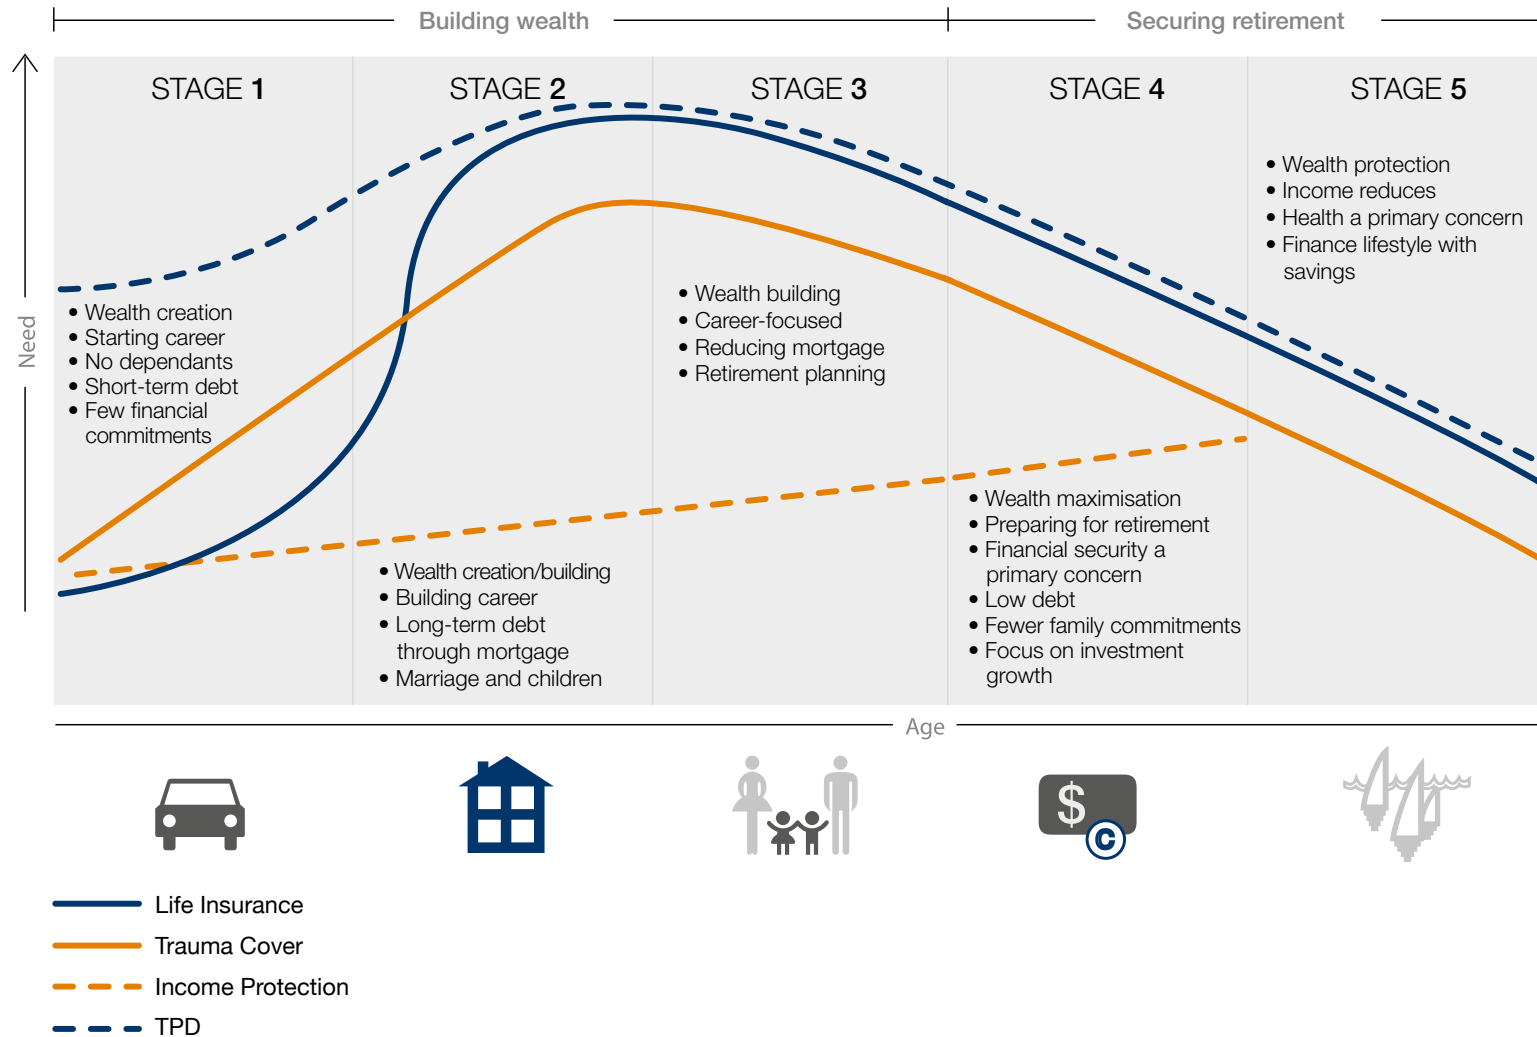 Building wealth
Securing retirement
Need
STAGE 1
STAGE 2
STAGE 3
STAGE 4
STAGE 5
• Wealth creation
• Starting career
• No dependants
• Short-term debt
• Few financial
commitments
• Wealth creation/building
• Building career
• Long-term debt
through mortgage
• Marriage and children
• Wealth building
• Career-focused
• Reducing mortgage
• Retirement planning
• Wealth maximisation
• Preparing for retirement
• Financial security a
primary concern
• Low debt
• Fewer family commitments
• Focus on investment
growth
• Wealth protection
• Income reduces
• Health a primary concern
• Finance lifestyle with
savings
Age
$
C
Life Insurance
Trauma Cover
Income Protection
TPD